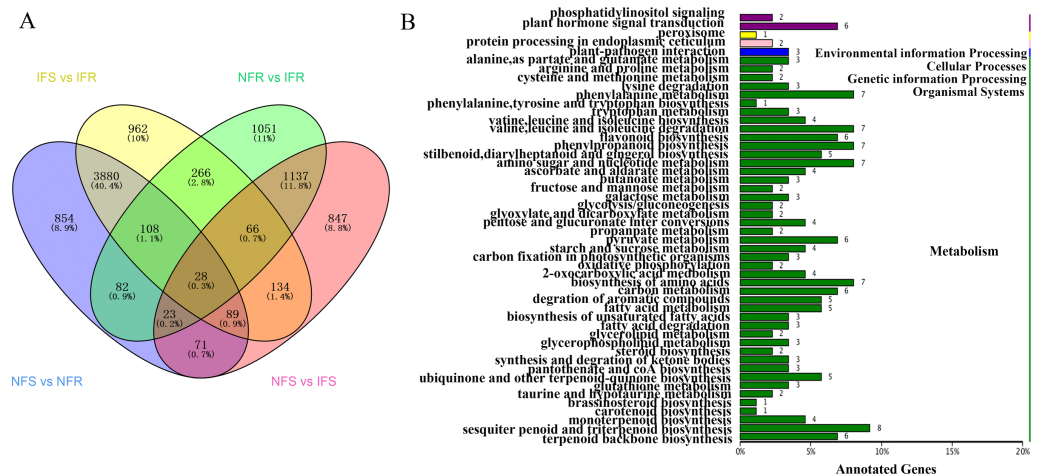 A
IFS vs IFR
NFR vs IFR
962
(10%)
1051
(11%)
3880
(40.4%)
266
(2.8%)
1137
(11.8%)
854
(8.9%)
108
(1.1%)
66
(0.7%)
847
(8.8%)
28
(0.3%)
82
(0.9%)
134
(1.4%)
23
(0.2%)
89
(0.9%)
71
(0.7%)
NFS vs NFR
NFS vs IFS
B
phosphatidylinositol signaling 2
plant hormone signal transduction 6
peroxisome 1
protein processing in endoplasmic ceticulum 2
plant-pathogen interaction 3
alanine,as partate,and glutamate metabolism 3
arginine and proline metabolism 2
cysteine and methionine metabolism 2
lysine degradation 3
phenylalanine metabolism 7
phenylalanine,tyrosine and tryptophan biosynthesis 1
tryptophan metabolism 3
vatine,leucine and isoleucine biosynthesis 4
valine,leucine and isoleucine degradation 7
flavonoid biosynthesis 6
phenylpropanoid biosynthesis 7
stilbenoid,diarylheptanoid and gingerol biosynthesis 5
amino sugar and nucleotide metabolism 7
ascorbate and aldarate metabolism 4
butanoate metabolism 3
fructose and mannose metabolism 2
galactose metabolism 3
glycolysis/gluconeogenesis 2
glyoxylate and dicarboxylate metabolism 2
pentose and glucuronate Inter conversions 4
propanpate metabolism 2
pyruvate metabolism 6
starch and sucrose metabolism 4
carbon fixation in photosynthetic organisms 3
oxidative phosphorylation 2
2-oxocarboxylic acid medbolism 4
biosynthesis of amino acids 7
carbon metabolism 6
degration of aromatic compounds 5
fatty acid metabolism 5
biosynthesis of unsaturated fatty acids 3
fatty acid degradation 3
glycerolipid metabolism 2
glycerophospholipid metabolism 3
steroid biosynthesis 2
synthesis and degration of ketone bodies 3
pantothenate and coA biosynthesis 3
ubiquinone and other terpenoid-quinone biosynthesis 5
glutathione metabolism 3
taurine and hypotaurine metabolism 2
brassinosteroid biosynthesis 1
carotenoid biosynthesis 1
monoterpenoid biosynthesis 4
sesquiter penoid and triterpenoid biosynthesis 8
terpenoid backbone biosynthesis 6
Environmental information Processing
Cellular Processes
Genetic information Pprocessing
Organismal Systems
Metabolism
0% 5% 10% 15% 20%
Annotated Genes